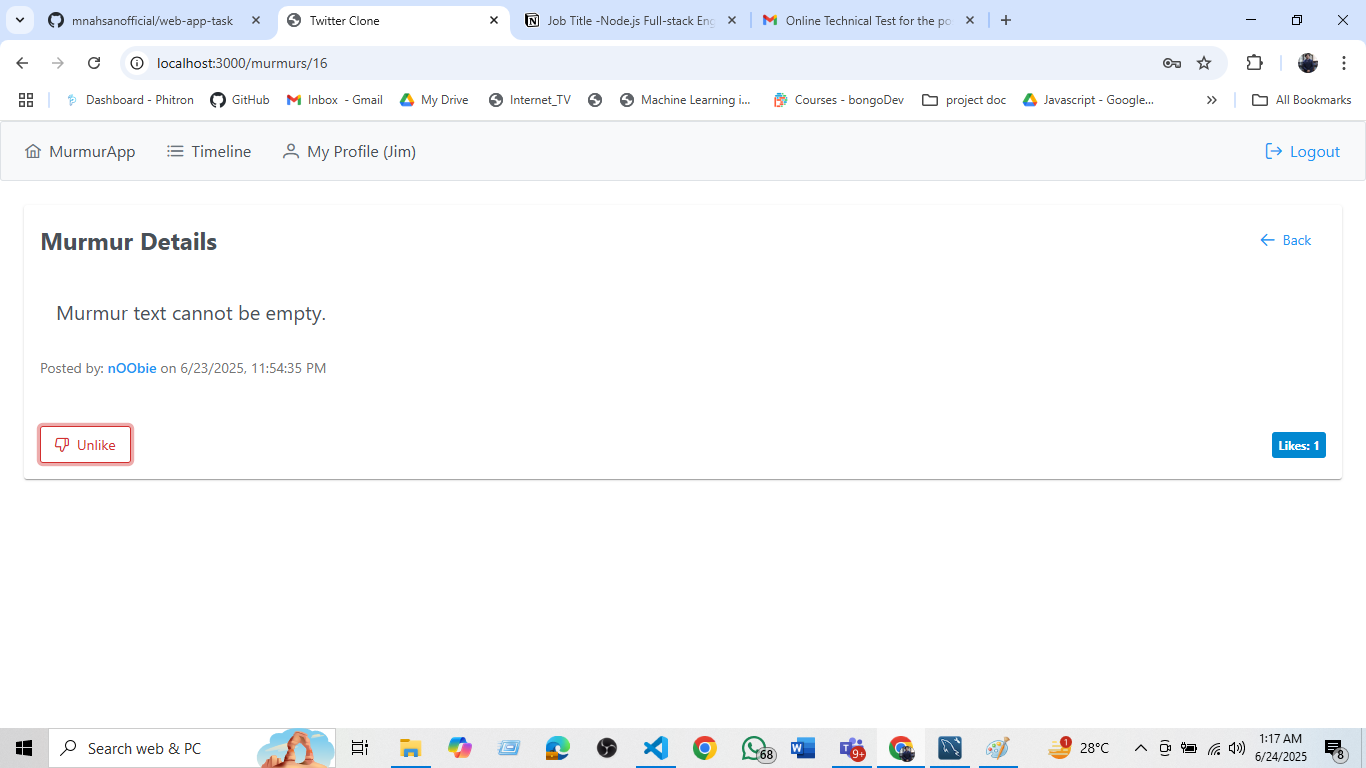 mnahsanofficial/web-app-task
Twitter Clone
Job Title -Node.js Full-stack Eng
Online Technical Test for the po
localhost:3000/murmurs/16
Dashboard - Phitron
GitHub
Inbox - Gmail
My Drive
Internet_TV
Machine Learning i...
Courses - bongoDev
project doc
Javascript - Google...
»
All Bookmarks
MurmurApp
Timeline
My Profile (Jim)
Logout
Murmur Details
Back
Murmur text cannot be empty.
Posted by: nOObie on 6/23/2025, 11:54:35 PM
Unlike
Likes: 1
Search web & PC
68
9+
1
28°C
1:17 AM
6/24/2025
8